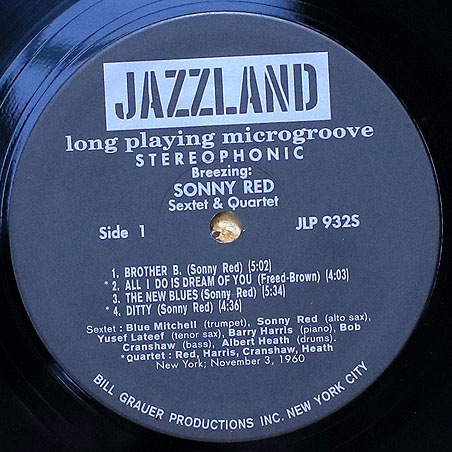 JAZZLAND
long playing microgroove
STEREOPHONIC
Breezing:
SONNY RED
Sextet & Quartet
Side 1
JLP 932S
1. BROTHER B. (Sonny Red) (5:02)
* 2. ALL I DO IS DREAM OF YOU (Freed-Brown) (4:03)
3. THE NEW BLUES (Sonny Red) (5:34)
* 4. DITTY (Sonny Red) (4:36)
Sextet : Blue Mitchell (trumpet), Sonny Red (alto sax),
Yusef Lateef (tenor sax), Barry Harris (piano), Bob
Cranshaw (bass), Albert Heath (drums).
*Quartet : Red, Harris, Cranshaw, Heath
New York; November 3, 1960
BILL GRAUER PRODUCTIONS INC. NEW YORK CITY